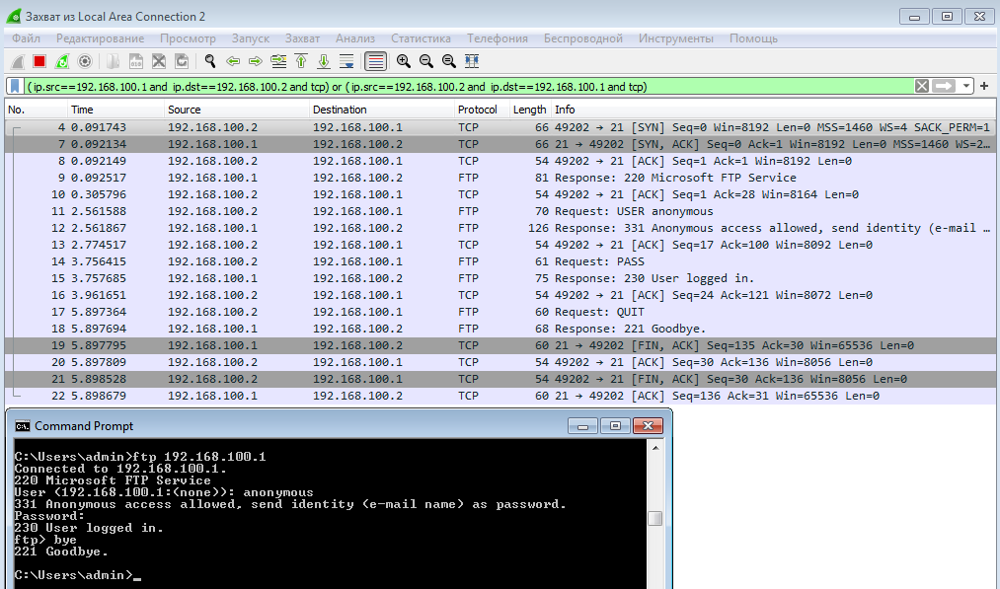 Захват из Local Area Connection 2
Файл Редактирование Просмотр Запуск Захват Анализ Статистика Телефония Беспроводной Инструменты Помощь
(ip.src==192.168.100.1 and ip.dst==192.168.100.2 and tcp) or (ip.src==192.168.100.2 and ip.dst==192.168.100.1 and tcp)
No. Time Source Destination Protocol Length Info
4 0.091743 192.168.100.2 192.168.100.1 TCP 66 49202 → 21 [SYN] Seq=0 Win=8192 Len=0 MSS=1460 WS=4 SACK_PERM=1
7 0.092134 192.168.100.1 192.168.100.2 TCP 66 21 → 49202 [SYN, ACK] Seq=0 Ack=1 Win=8192 Len=0 MSS=1460 WS=2…
8 0.092149 192.168.100.2 192.168.100.1 TCP 54 49202 → 21 [ACK] Seq=1 Ack=1 Win=8192 Len=0
9 0.092517 192.168.100.1 192.168.100.2 FTP 81 Response: 220 Microsoft FTP Service
10 0.305796 192.168.100.2 192.168.100.1 TCP 54 49202 → 21 [ACK] Seq=1 Ack=28 Win=8164 Len=0
11 2.561588 192.168.100.2 192.168.100.1 FTP 70 Request: USER anonymous
12 2.561867 192.168.100.1 192.168.100.2 FTP 126 Response: 331 Anonymous access allowed, send identity (e-mail …
13 2.774517 192.168.100.2 192.168.100.1 TCP 54 49202 → 21 [ACK] Seq=17 Ack=100 Win=8092 Len=0
14 3.756415 192.168.100.2 192.168.100.1 FTP 61 Request: PASS
15 3.757685 192.168.100.1 192.168.100.2 FTP 75 Response: 230 User logged in.
16 3.961651 192.168.100.2 192.168.100.1 TCP 54 49202 → 21 [ACK] Seq=24 Ack=121 Win=8072 Len=0
17 5.897364 192.168.100.2 192.168.100.1 FTP 60 Request: QUIT
18 5.897694 192.168.100.1 192.168.100.2 FTP 68 Response: 221 Goodbye.
19 5.897795 192.168.100.1 192.168.100.2 TCP 60 21 → 49202 [FIN, ACK] Seq=135 Ack=30 Win=65536 Len=0
20 5.897809 192.168.100.2 192.168.100.1 TCP 54 49202 → 21 [ACK] Seq=30 Ack=136 Win=8056 Len=0
21 5.898528 192.168.100.2 192.168.100.1 TCP 54 49202 → 21 [FIN, ACK] Seq=30 Ack=136 Win=8056 Len=0
22 5.898679 192.168.100.1 192.168.100.2 TCP 60 21 → 49202 [ACK] Seq=136 Ack=31 Win=65536 Len=0
Command Prompt
C:\Users\admin>ftp 192.168.100.1
Connected to 192.168.100.1.
220 Microsoft FTP Service
User (192.168.100.1:(none)): anonymous
331 Anonymous access allowed, send identity (e-mail name) as password.
Password:
230 User logged in.
ftp> bye
221 Goodbye.
C:\Users\admin>_